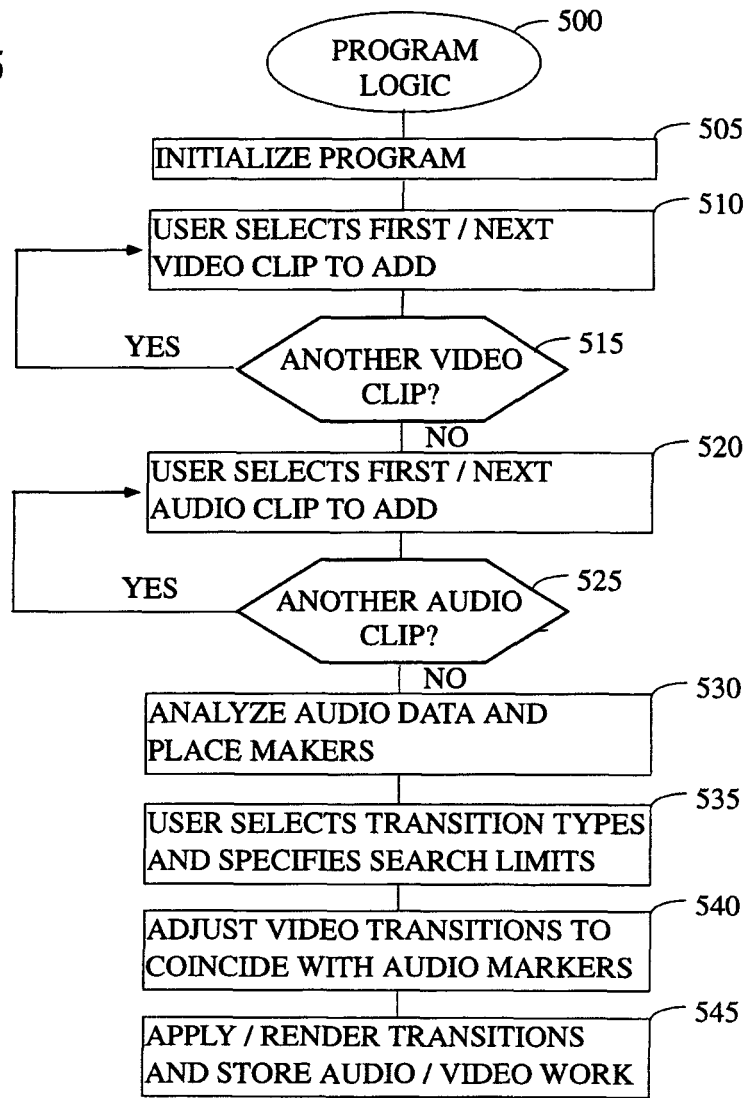 5
PROGRAM
LOGIC
500
INITIALIZE PROGRAM
505
USER SELECTS FIRST / NEXT
VIDEO CLIP TO ADD
510
ANOTHER VIDEO
CLIP?
515
YES
NO
USER SELECTS FIRST / NEXT
AUDIO CLIP TO ADD
520
ANOTHER AUDIO
CLIP?
525
YES
NO
ANALYZE AUDIO DATA AND
PLACE MAKERS
530
USER SELECTS TRANSITION TYPES
AND SPECIFIES SEARCH LIMITS
535
ADJUST VIDEO TRANSITIONS TO
COINCIDE WITH AUDIO MARKERS
540
APPLY / RENDER TRANSITIONS
AND STORE AUDIO / VIDEO WORK
545